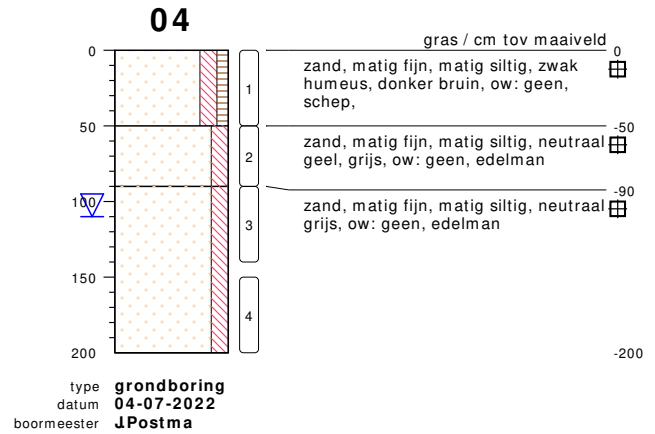 04
gras / cm tov maaiveld
0
0
zand, matig fijn, matig siltig, zwak
humeus, donker bruin, ow: geen,
schep,
1
50
-50
zand, matig fijn, matig siltig, neutraal
geel, grijs, ow: geen, edelman
2
-90
100
zand, matig fijn, matig siltig, neutraal
grijs, ow: geen, edelman
3
150
4
200
-200
type grondboring
datum 04-07-2022
boormeester J.Postma